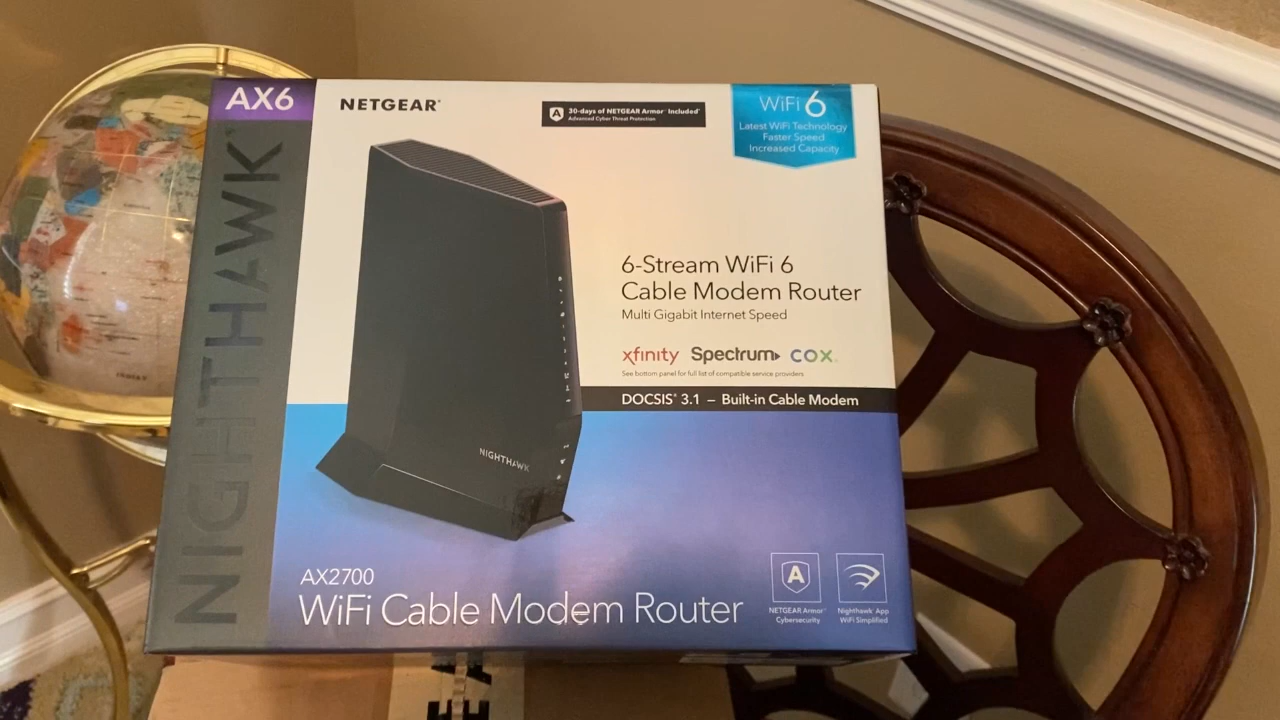 AX6
NETGEAR®
30-days of NETGEAR Armor™ Included*
Advanced Cyber Threat Protection
WiFi 6
Latest WiFi Technology
Faster Speed
Increased Capacity
NIGHTHAWK®
6-Stream WiFi 6
Cable Modem Router
Multi Gigabit Internet Speed
xfinity Spectrum COX®
See bottom panel for full list of compatible service providers
DOCSIS® 3.1 – Built-in Cable Modem
NIGHTHAWK
AX2700
WiFi Cable Modem Router
NETGEAR Armor™
Cybersecurity
Nighthawk® App
WiFi Simplified